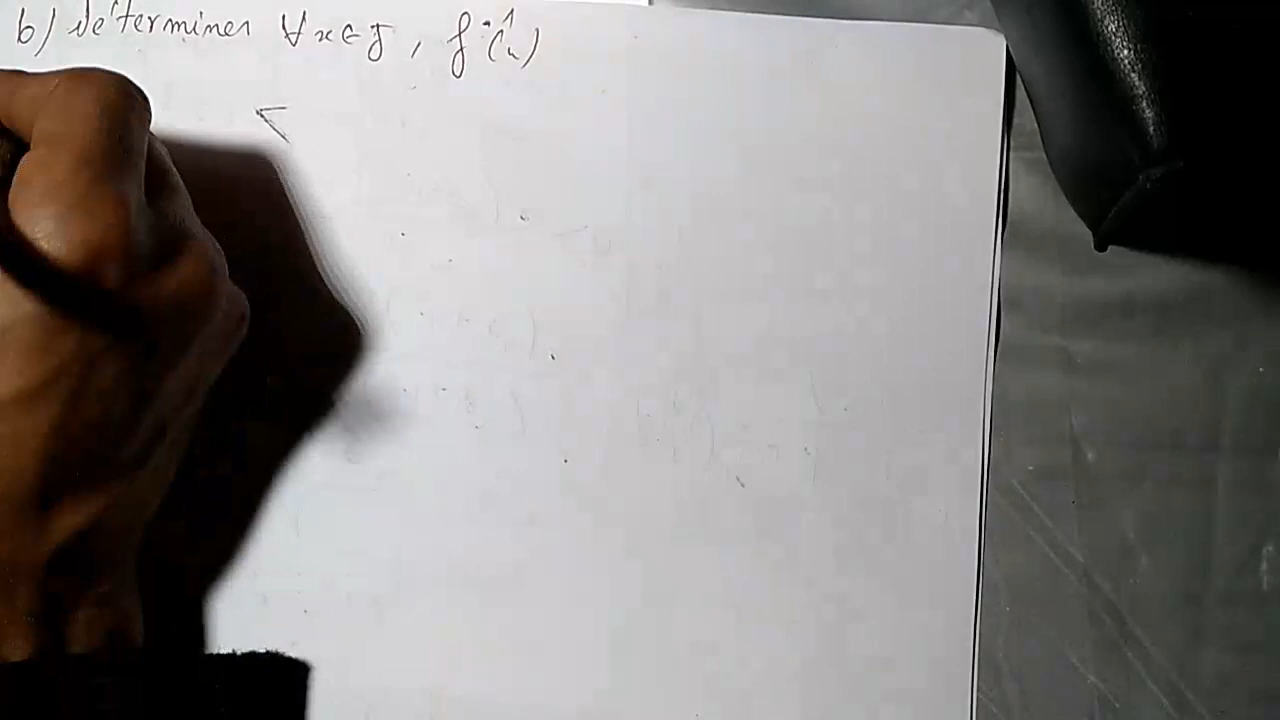 b) Déterminer ∀x∈J, f⁻¹(x)